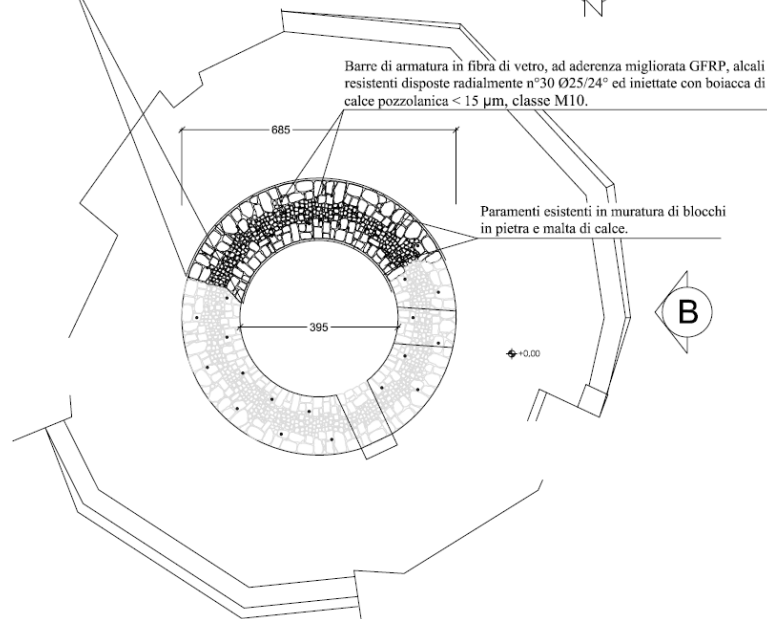 Barre di armatura in fibra di vetro, ad aderenza migliorata GFRP, alcali
resistenti disposte radialmente n°30 Ø25/24° ed iniettate con boiacca di
calce pozzolanica < 15 µm, classe M10.
685
Paramenti esistenti in muratura di blocchi
in pietra e malta di calce.
395
B
+0,00